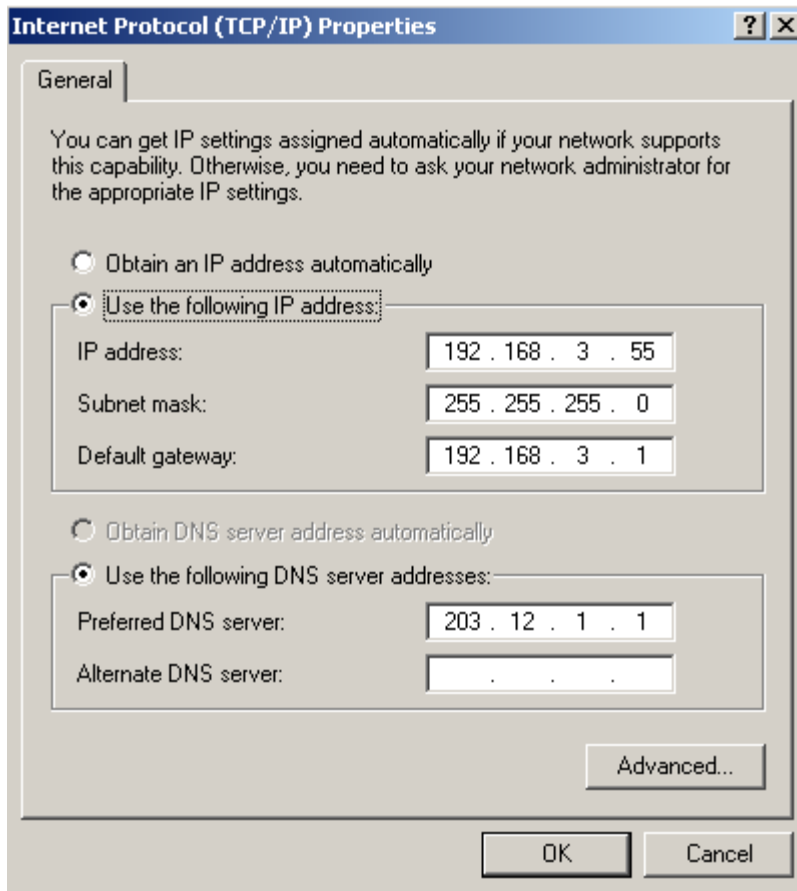 Internet Protocol (TCP/IP) Properties
General
You can get IP settings assigned automatically if your network supports
this capability. Otherwise, you need to ask your network administrator for
the appropriate IP settings.
Obtain an IP address automatically
Use the following IP address:
IP address: 192 . 168 . 3 . 55
Subnet mask: 255 . 255 . 255 . 0
Default gateway: 192 . 168 . 3 . 1
Obtain DNS server address automatically
Use the following DNS server addresses:
Preferred DNS server: 203 . 12 . 1 . 1
Alternate DNS server: . . .
Advanced...
OK Cancel